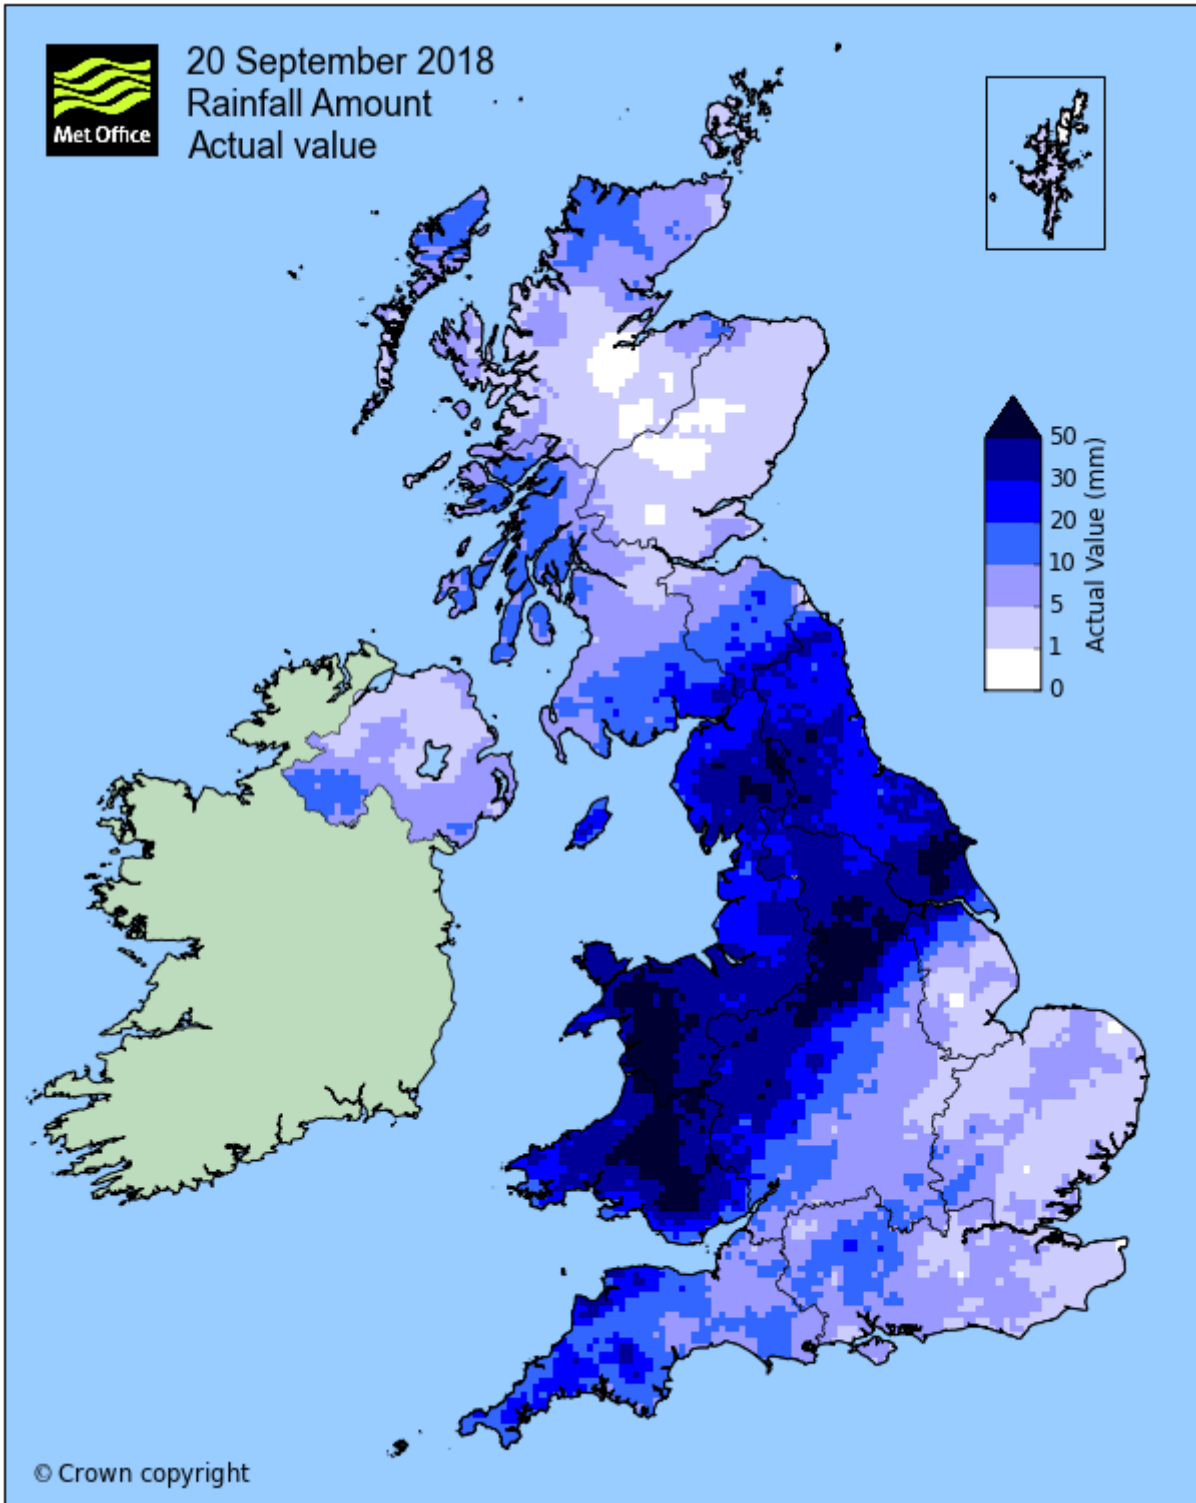 20 September 2018
Rainfall Amount
Actual value
Met Office
50
30
20
10
5
1
0
Actual Value (mm)
© Crown copyright